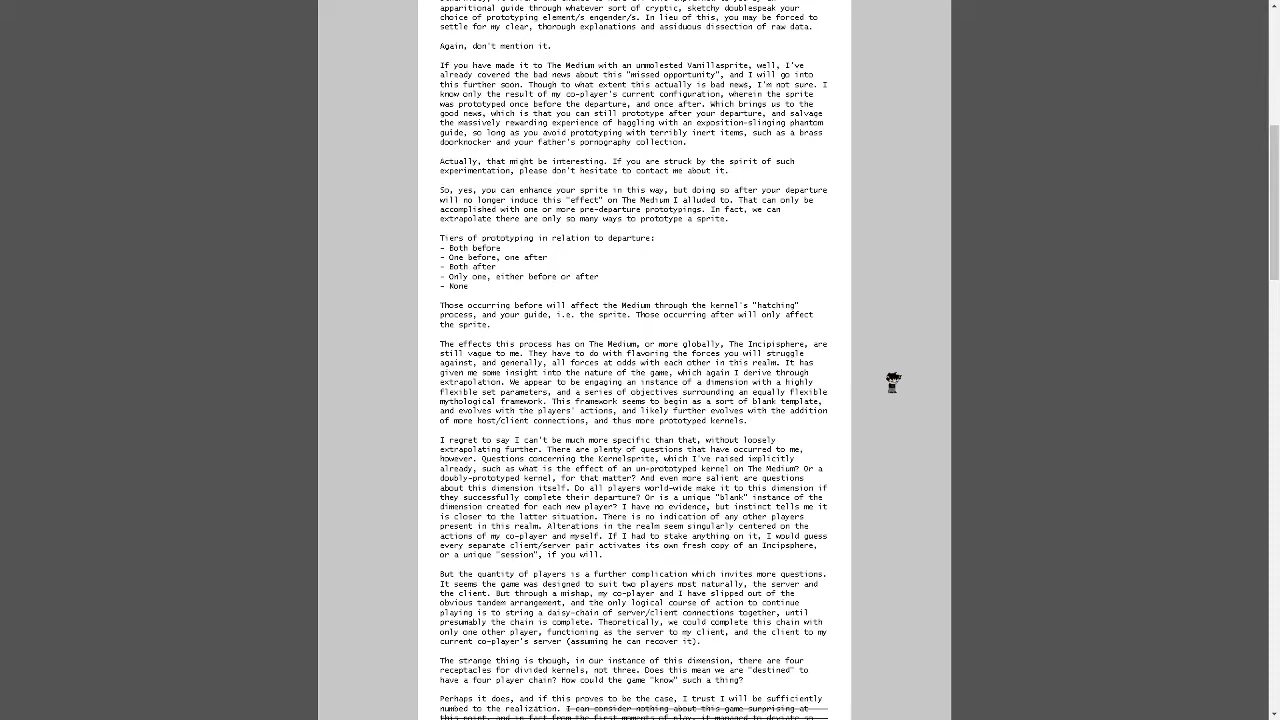 apparitional guide through whatever sort of cryptic, sketchy doublespeak your
choice of prototyping element/s engender/s. In lieu of this, you may be forced to
settle for my clear, thorough explanations and assiduous dissection of raw data.
Again, don't mention it.
If you have made it to The Medium with an unmolested Vanillasprite, well, I've
already covered the bad news about this "missed opportunity", and I will go into
this further soon. Though to what extent this actually is bad news, I'm not sure. I
know only the result of my co-player's current configuration, wherein the sprite
was prototyped once before the departure, and once after. Which brings us to the
good news, which is that you can still prototype after your departure, and salvage
the massively rewarding experience of haggling with an exposition-slinging phantom
guide, so long as you avoid prototyping with terribly inert items, such as a brass
doorknocker and your father's pornography collection.
Actually, that might be interesting. If you are struck by the spirit of such
experimentation, please don't hesitate to contact me about it.
So, yes, you can enhance your sprite in this way, but doing so after your departure
will no longer induce this "effect" on The Medium I alluded to. That can only be
accomplished with one or more pre-departure prototypings. In fact, we can
extrapolate there are only so many ways to prototype a sprite.
Tiers of prototyping in relation to departure:
- Both before
- One before, one after
- Both after
- Only one, either before or after
- None
Those occurring before will affect the Medium through the kernel's "hatching"
process, and your guide, i.e. the sprite. Those occurring after will only affect
the sprite.
The effects this process has on The Medium, or more globally, The Incipisphere, are
still vague to me. They have to do with flavoring the forces you will struggle
against, and generally, all forces at odds with each other in this realm. It has
given me some insight into the nature of the game, which again I derive through
extrapolation. We appear to be engaging an instance of a dimension with a highly
flexible set parameters, and a series of objectives surrounding an equally flexible
mythological framework. This framework seems to begin as a sort of blank template,
and evolves with the players' actions, and likely further evolves with the addition
of more host/client connections, and thus more prototyped kernels.
I regret to say I can't be much more specific than that, without loosely
extrapolating further. There are plenty of questions that have occurred to me,
however. Questions concerning the Kernelsprite, which I've raised implicitly
already, such as what is the effect of an un-prototyped kernel on The Medium? Or a
doubly-prototyped kernel, for that matter? And even more salient are questions
about this dimension itself. Do all players world-wide make it to this dimension if
they successfully complete their departure? Or is a unique "blank" instance of the
dimension created for each new player? I have no evidence, but instinct tells me it
is closer to the latter situation. There is no indication of any other players
present in this realm. Alterations in the realm seem singularly centered on the
actions of my co-player and myself. If I had to stake anything on it, I would guess
every separate client/server pair activates its own fresh copy of an Incipsphere,
or a unique "session", if you will.
But the quantity of players is a further complication which invites more questions.
It seems the game was designed to suit two players most naturally, the server and
the client. But through a mishap, my co-player and I have slipped out of the
obvious tandem arrangement, and the only logical course of action to continue
playing is to string a daisy-chain of server/client connections together, until
presumably the chain is complete. Theoretically, we could complete this chain with
only one other player, functioning as the server to my client, and the client to my
current co-player's server (assuming he can recover it).
The strange thing is though, in our instance of this dimension, there are four
receptacles for divided kernels, not three. Does this mean we are "destined" to
have a four player chain? How could the game "know" such a thing?
Perhaps it does, and if this proves to be the case, I trust I will be sufficiently
numbed to the realization. I can consider nothing about this game surprising at
this point, and in fact from the first moments of play, it managed to deviate so